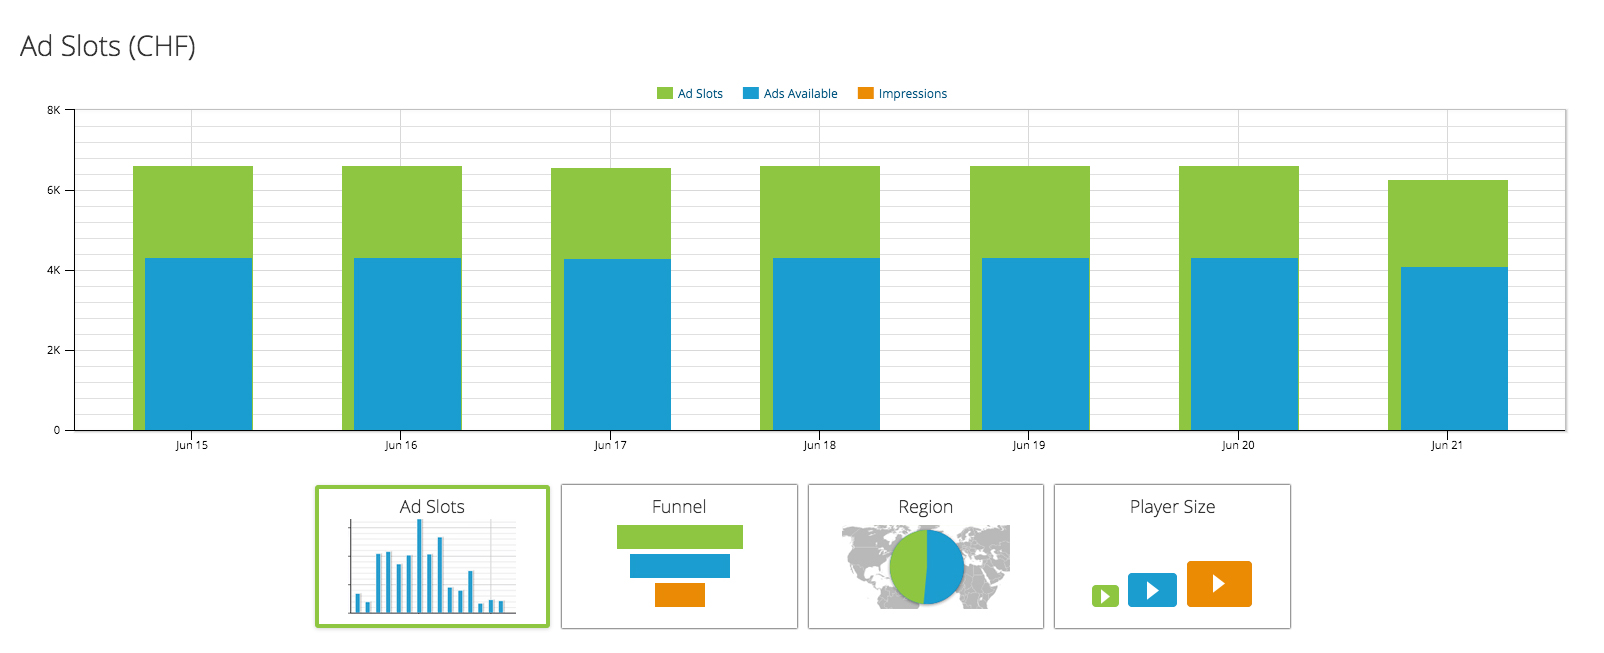 Ad Slots (CHF)
Ad Slots Ads Available Impressions
8K
6K
4K
2K
0
Jun 15 Jun 16 Jun 17 Jun 18 Jun 19 Jun 20 Jun 21
Ad Slots Funnel Region Player Size